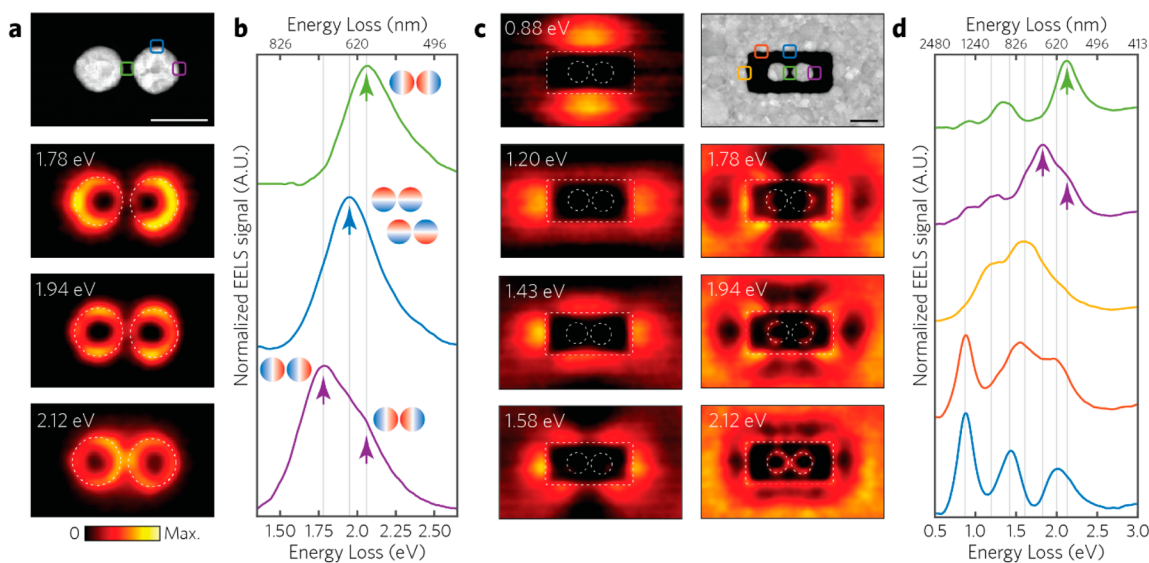 a
1.78 eV
1.94 eV
2.12 eV
0
Max.
b
Energy Loss (nm)
826 620 496
Normalized EELS signal (A.U.)
1.50 1.75 2.00 2.25 2.50
Energy Loss (eV)
c
0.88 eV
1.20 eV
1.78 eV
1.43 eV
1.94 eV
1.58 eV
2.12 eV
d
Energy Loss (nm)
2480 1240 826 620 496 413
Normalized EELS signal (A.U.)
0.5 1.0 1.5 2.0 2.5 3.0
Energy Loss (eV)